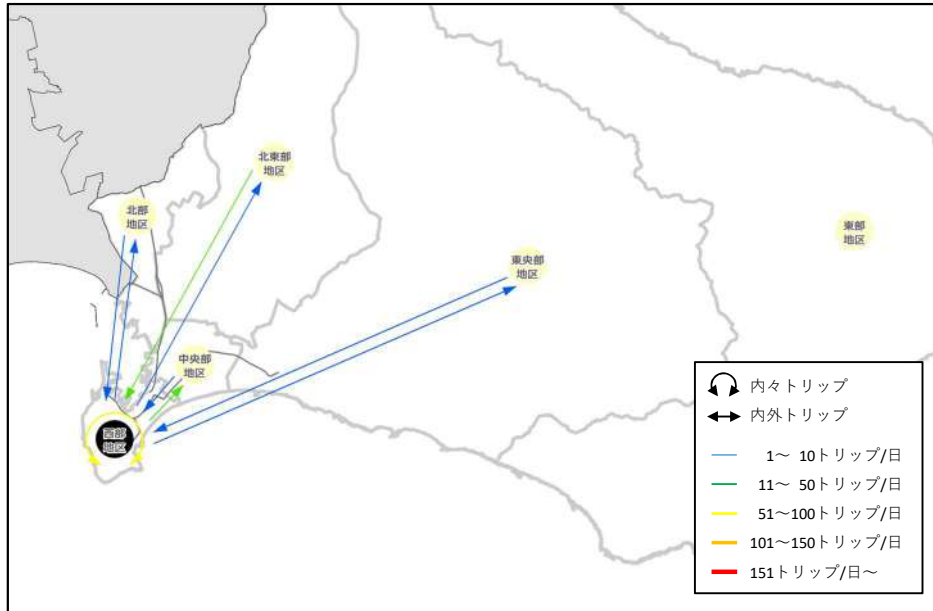 北東部
地区
北部
地区
東部
地区
東央部
地区
中央部
地区
西部
地区
内々トリップ
内外トリップ
1～ 10トリップ/日
11～ 50トリップ/日
51～100トリップ/日
101～150トリップ/日
151トリップ/日～